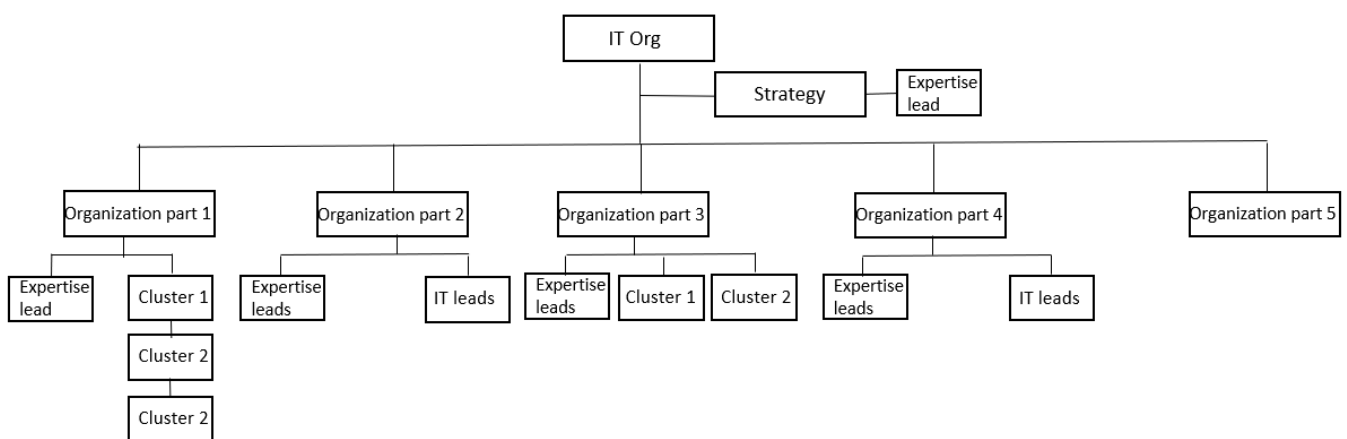 IT Org
Strategy
Expertise
lead
Organization part 1
Organization part 2
Organization part 3
Organization part 4
Organization part 5
Expertise
lead
Cluster 1
Expertise
leads
IT leads
Expertise
leads
Cluster 1
Cluster 2
Expertise
leads
IT leads
Cluster 2
Cluster 2